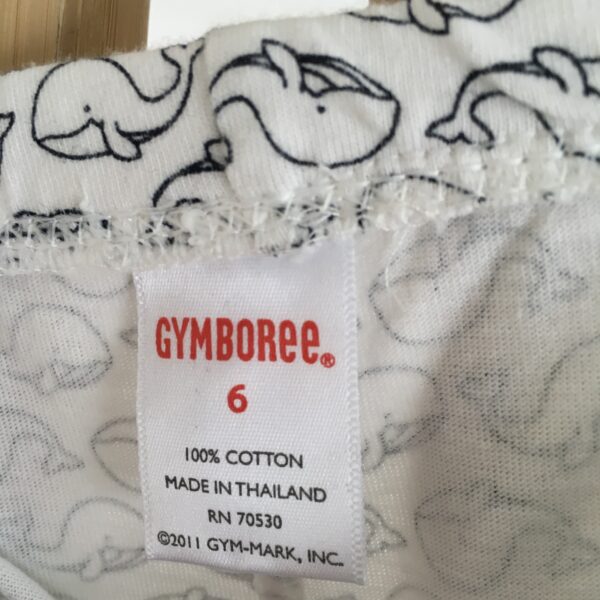 GYMBOREE®
6
100% COTTON
MADE IN THAILAND
RN 70530
©2011 GYM-MARK, INC.